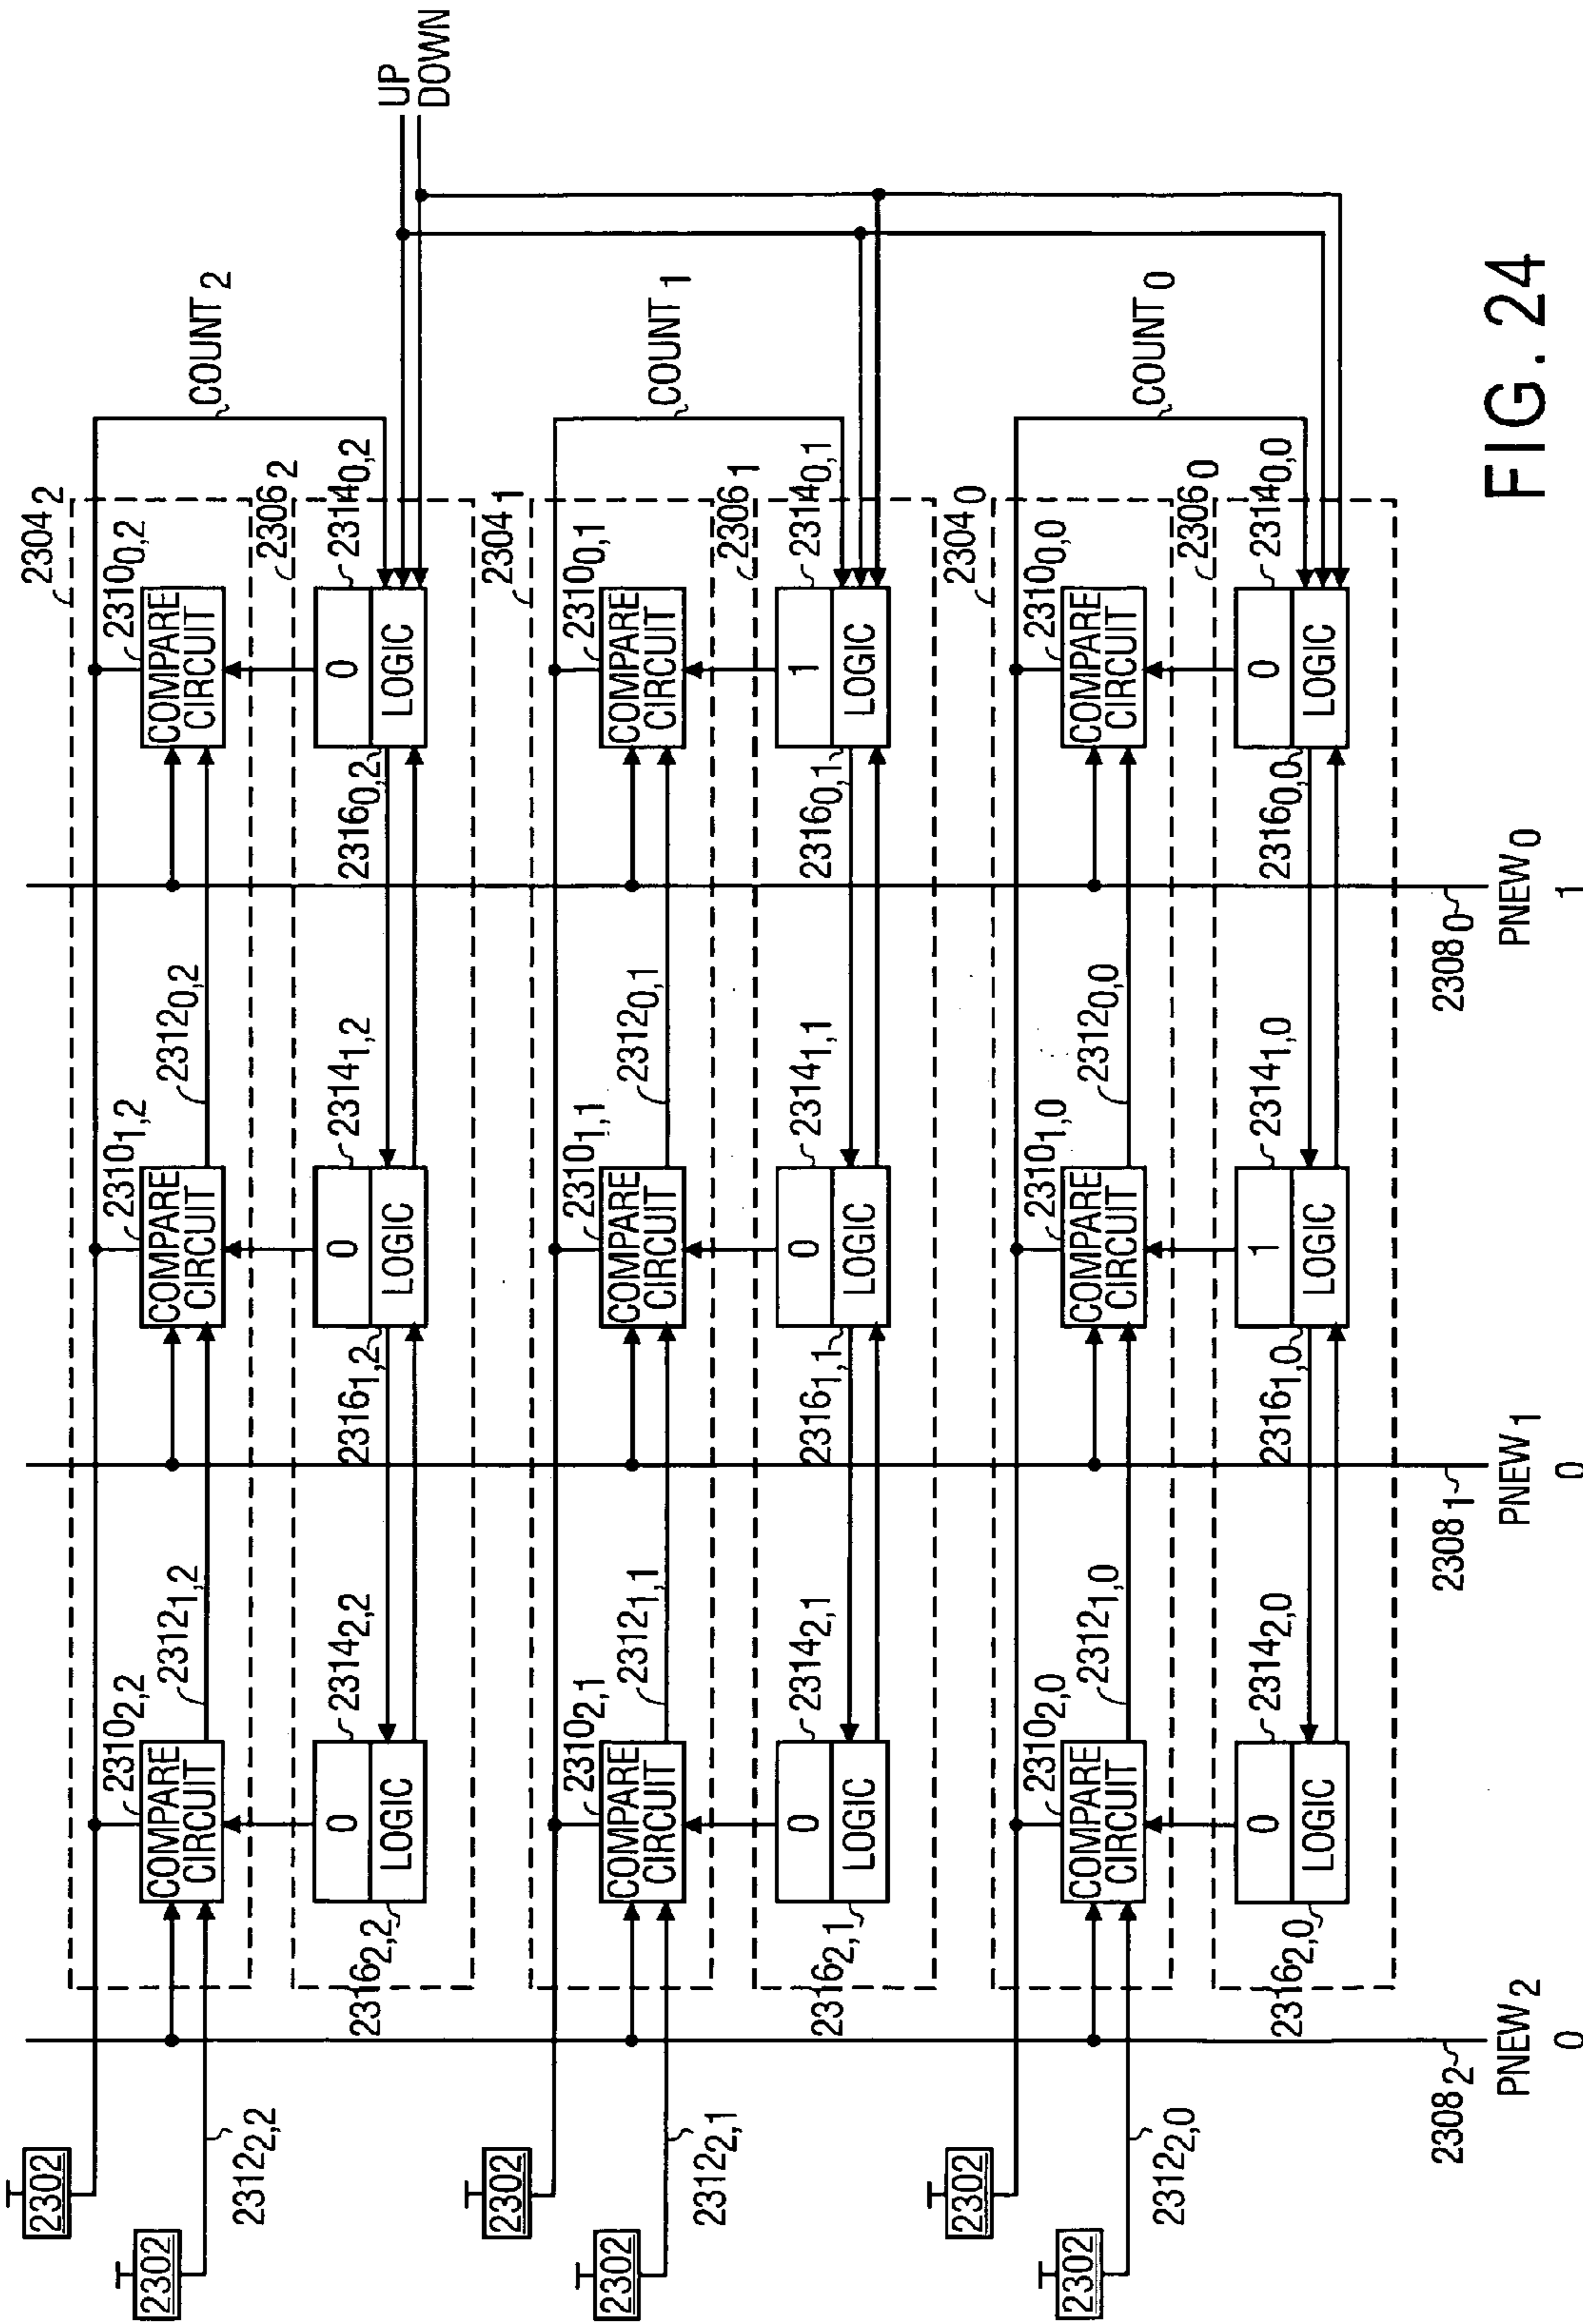 2302
2304 2
2310 2,2
2310 1,2
2310 0,2
2302
COMPARE CIRCUIT
COMPARE CIRCUIT
COMPARE CIRCUIT
COUNT 2
2312 2,2
2312 1,2
2312 0,2
2306 2
2314 2,2
2314 1,2
2314 0,2
0
0
0
UP
LOGIC
LOGIC
LOGIC
DOWN
2316 2,2
2316 1,2
2316 0,2
2302
2304 1
2310 2,1
2310 1,1
2310 0,1
2302
COMPARE CIRCUIT
COMPARE CIRCUIT
COMPARE CIRCUIT
COUNT 1
2312 2,1
2312 1,1
2312 0,1
2306 1
2314 2,1
2314 1,1
2314 0,1
0
0
1
LOGIC
LOGIC
LOGIC
2316 2,1
2316 1,1
2316 0,1
2302
2304 0
2310 2,0
2310 1,0
2310 0,0
2302
COMPARE CIRCUIT
COMPARE CIRCUIT
COMPARE CIRCUIT
COUNT 0
2312 2,0
2312 1,0
2312 0,0
2306 0
2314 2,0
2314 1,0
2314 0,0
0
1
0
LOGIC
LOGIC
LOGIC
2316 2,0
2316 1,0
2316 0,0
2308 2
2308 1
2308 0
PNEW 2
PNEW 1
PNEW 0
0
0
1
FIG. 24